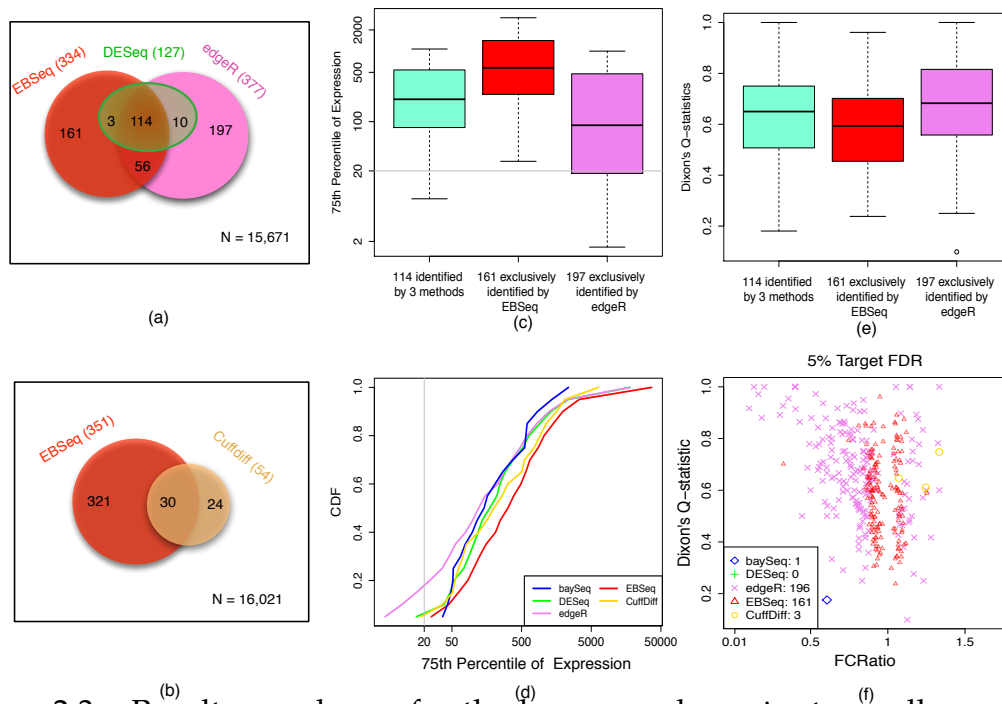 EBSeq (334)
DESeq (127)
edgeR (377)
161
3
114
10
197
56
N = 15,671
(a)
75th Percentile of Expression
2000
500
100
20
2
114 identified
by 3 methods
161 exclusively
identified by
EBSeq
197 exclusively
identified by
edgeR
(c)
Dixon's Q−statistics
1.0
0.8
0.6
0.4
0.2
114 identified
by 3 methods
161 exclusively
identified by
EBSeq
197 exclusively
identified by
edgeR
(e)
EBSeq (351)
Cuffdiff (54)
321
30
24
N = 16,021
(b)
CDF
1.0
0.8
0.6
0.4
0.2
baySeq
DESeq
edgeR
EBSeq
CuffDiff
20
50
500
5000
50000
75th Percentile of Expression
(d)
5% Target FDR
Dixon's Q−statistic
1.0
0.8
0.6
0.4
0.2
baySeq: 1
DESeq: 0
edgeR: 196
EBSeq: 161
CuffDiff: 3
0.01
0.5
1
1.5
FCRatio
(f)